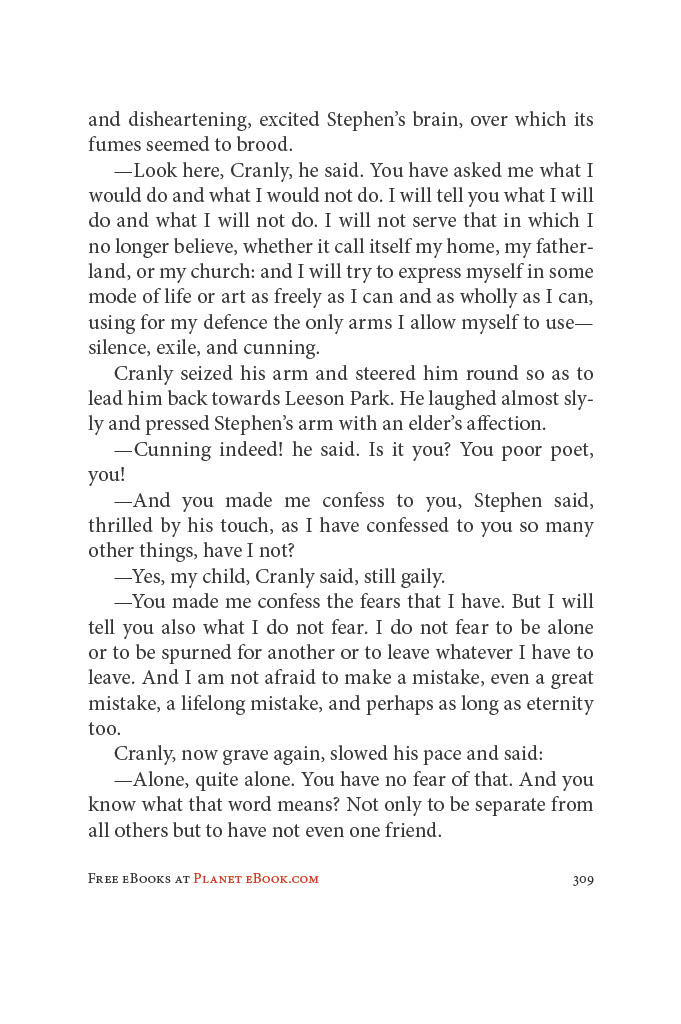 and disheartening, excited Stephen’s brain, over which its
fumes seemed to brood.
—Look here, Cranly, he said. You have asked me what I
would do and what I would not do. I will tell you what I will
do and what I will not do. I will not serve that in which I
no longer believe, whether it call itself my home, my father-
land, or my church: and I will try to express myself in some
mode of life or art as freely as I can and as wholly as I can,
using for my defence the only arms I allow myself to use—
silence, exile, and cunning.
Cranly seized his arm and steered him round so as to
lead him back towards Leeson Park. He laughed almost sly-
ly and pressed Stephen’s arm with an elder’s affection.
—Cunning indeed! he said. Is it you? You poor poet,
you!
—And you made me confess to you, Stephen said,
thrilled by his touch, as I have confessed to you so many
other things, have I not?
—Yes, my child, Cranly said, still gaily.
—You made me confess the fears that I have. But I will
tell you also what I do not fear. I do not fear to be alone
or to be spurned for another or to leave whatever I have to
leave. And I am not afraid to make a mistake, even a great
mistake, a lifelong mistake, and perhaps as long as eternity
too.
Cranly, now grave again, slowed his pace and said:
—Alone, quite alone. You have no fear of that. And you
know what that word means? Not only to be separate from
all others but to have not even one friend.
Free eBooks at Planet eBook.com 309